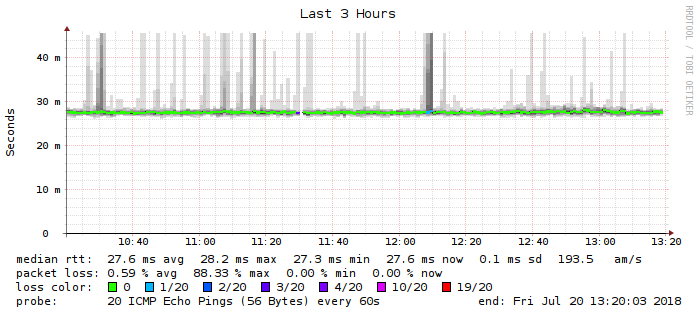 Last 3 Hours
RRDTOOL / TOBI OETIKER
Seconds
40 m
30 m
20 m
10 m
0
10:40 11:00 11:20 11:40 12:00 12:20 12:40 13:00 13:20
median rtt: 27.6 ms avg 28.2 ms max 27.3 ms min 27.6 ms now 0.1 ms sd 193.5 am/s
packet loss: 0.59 % avg 88.33 % max 0.00 % min 0.00 % now
loss color: 0 1/20 2/20 3/20 4/20 10/20 19/20
probe: 20 ICMP Echo Pings (56 Bytes) every 60s end: Fri Jul 20 13:20:03 2018